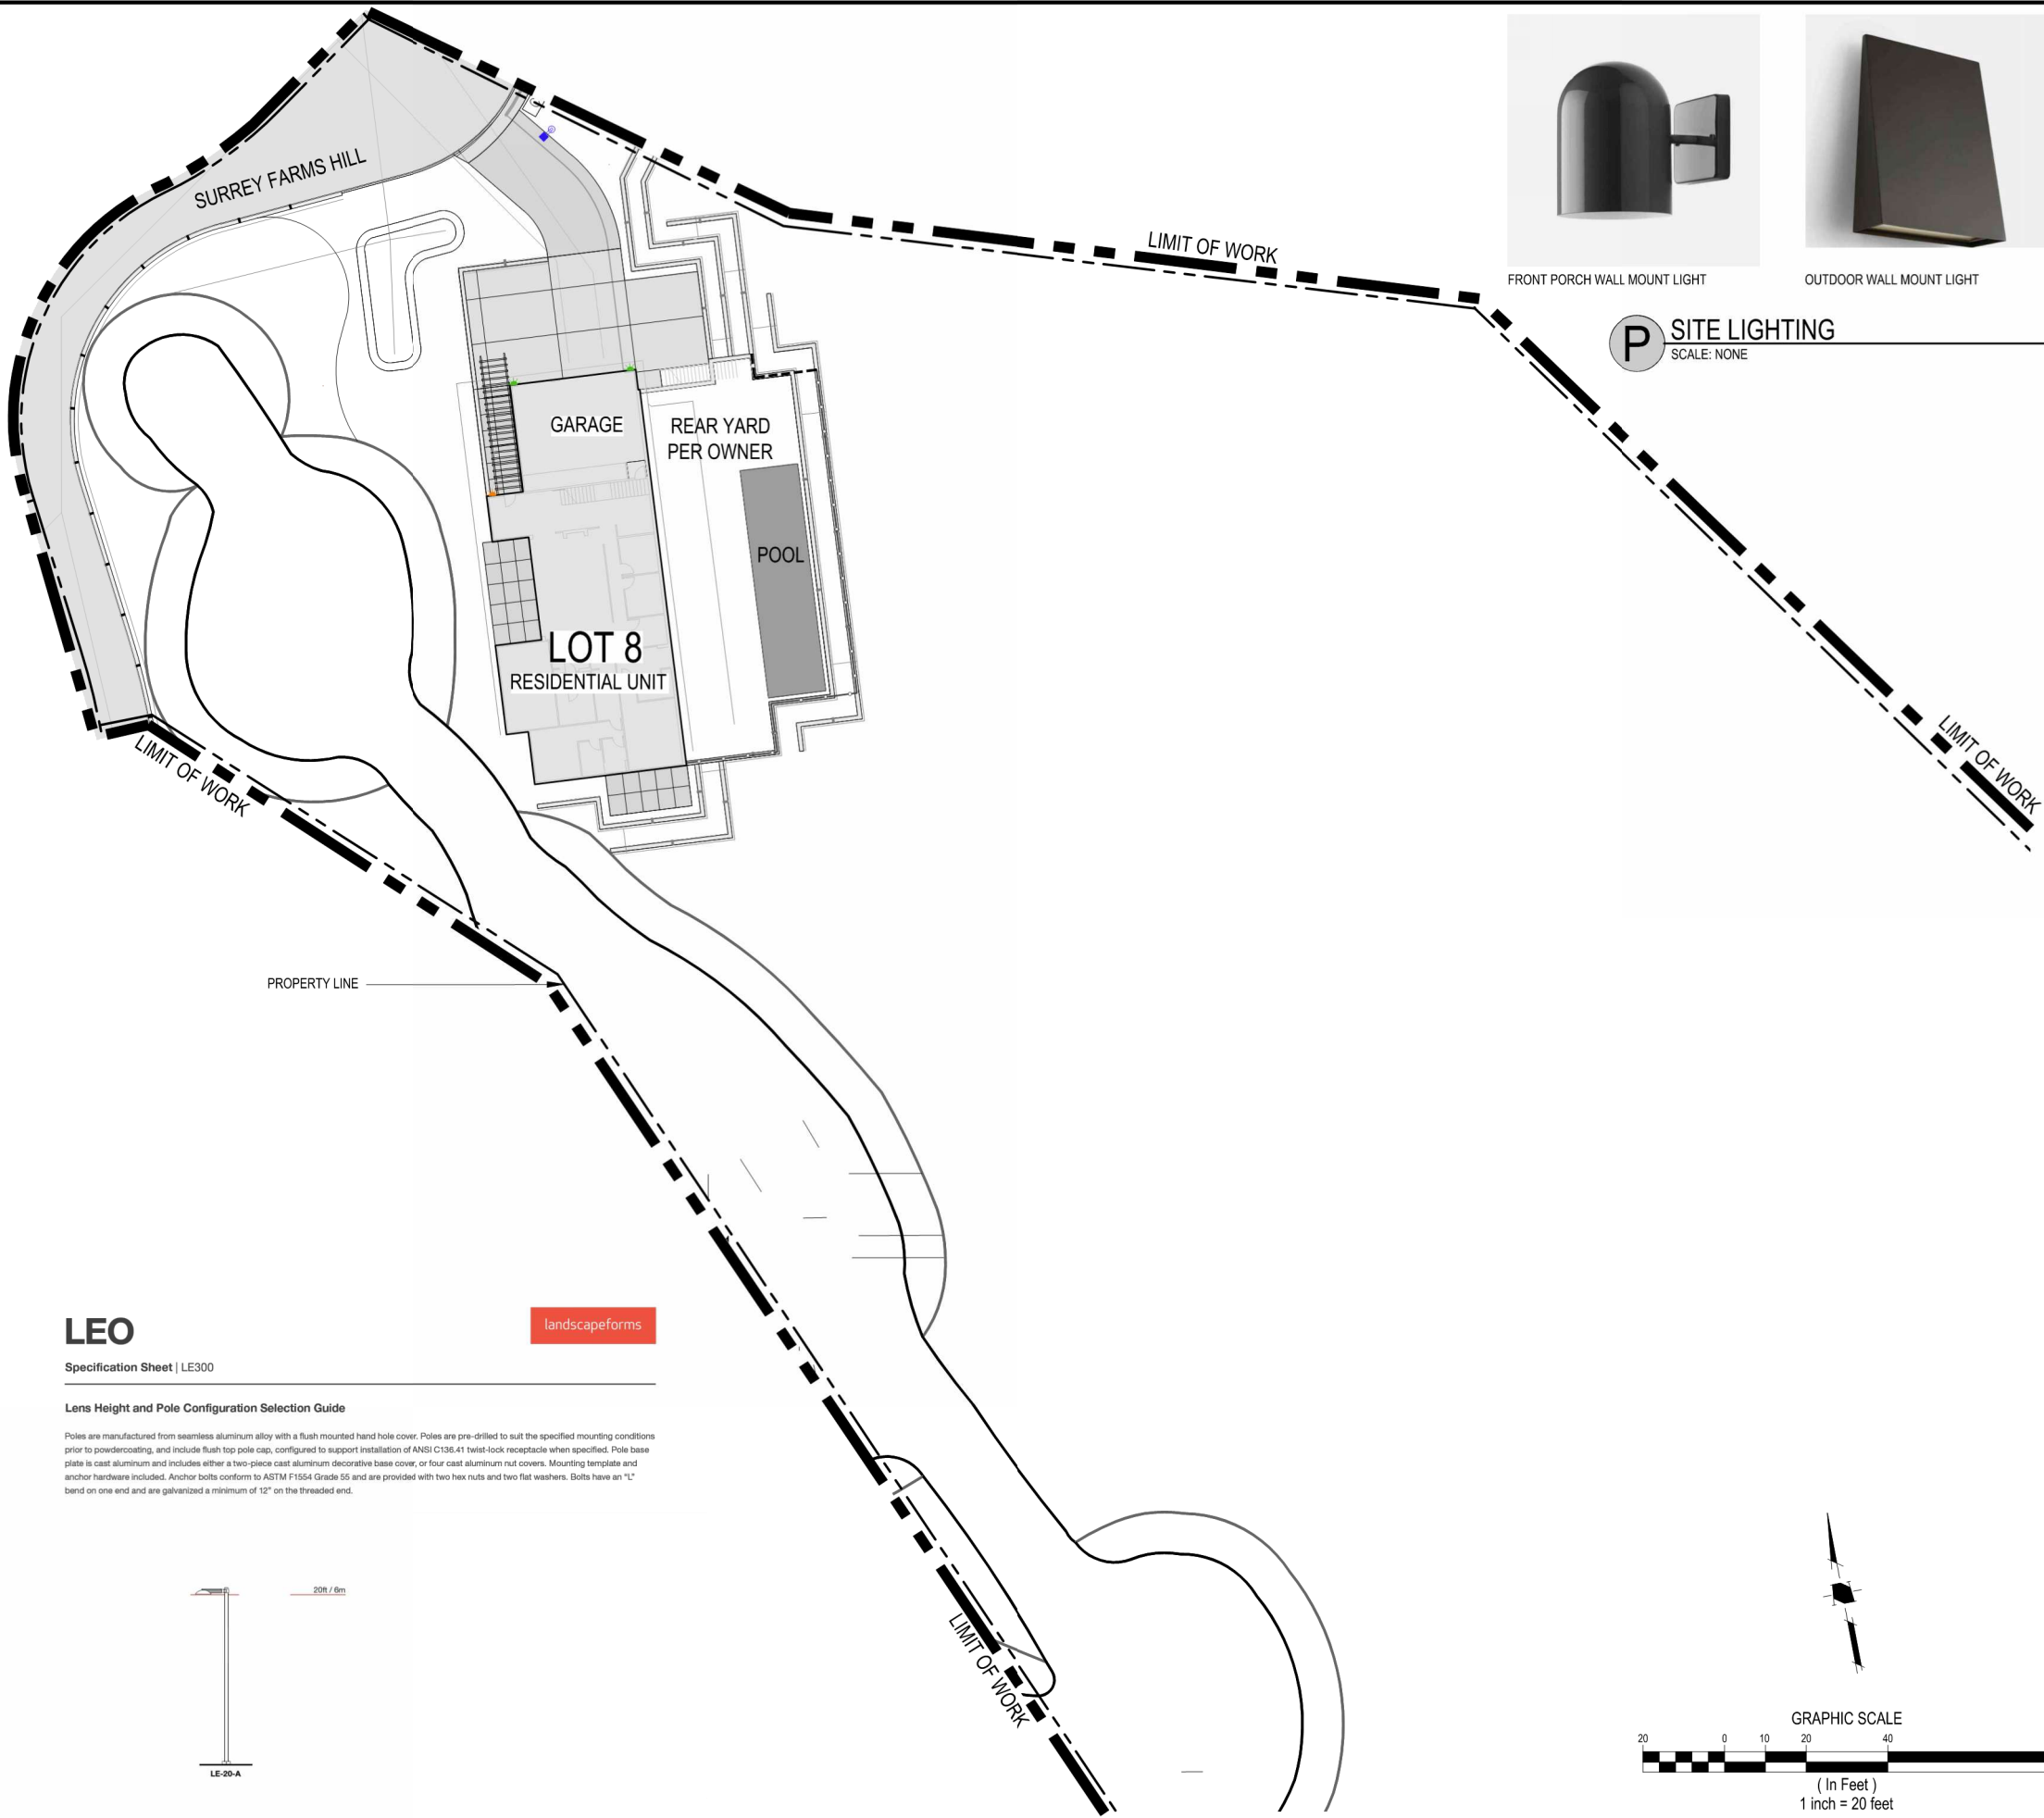 SURREY FARMS HILL
LIMIT OF WORK
FRONT PORCH WALL MOUNT LIGHT
OUTDOOR WALL MOUNT LIGHT
P
SITE LIGHTING
SCALE: NONE
GARAGE
REAR YARD
PER OWNER
POOL
LOT 8
RESIDENTIAL UNIT
LIMIT OF WORK
LIMIT OF WORK
PROPERTY LINE
LEO
landscapeforms
Specification Sheet | LE300
Lens Height and Pole Configuration Selection Guide
Poles are manufactured from seamless aluminum alloy with a flush mounted hand hole cover. Poles are pre-drilled to suit the specified mounting conditions
prior to powdercoating, and include flush top pole cap, configured to support installation of ANSI C136.41 twist-lock receptacle when specified. Pole base
plate is cast aluminum and includes either a two-piece cast aluminum decorative base cover, or four cast aluminum nut covers. Mounting template and
anchor hardware included. Anchor bolts conform to ASTM F1554 Grade 55 and are provided with two hex nuts and two flat washers. Bolts have an "L"
bend on one end and are galvanized a minimum of 12" on the threaded end.
20ft / 6m
LE-20-A
LIMIT OF WORK
GRAPHIC SCALE
20 0 10 20 40
( In Feet )
1 inch = 20 feet